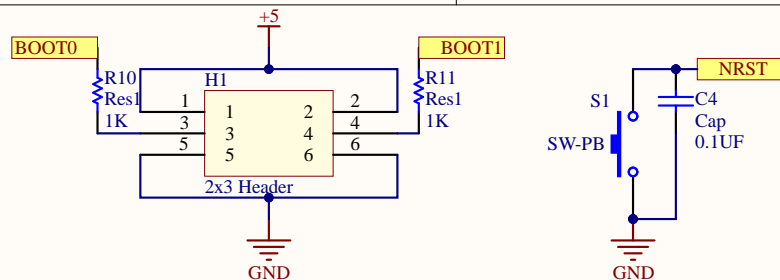 +5
BOOT0
BOOT1
NRST
R10
Res1
1K
H1
R11
Res1
1K
1 1 2 2
3 3 4 4
5 5 6 6
2x3 Header
GND
S1
SW-PB
C4
Cap
0.1UF
GND